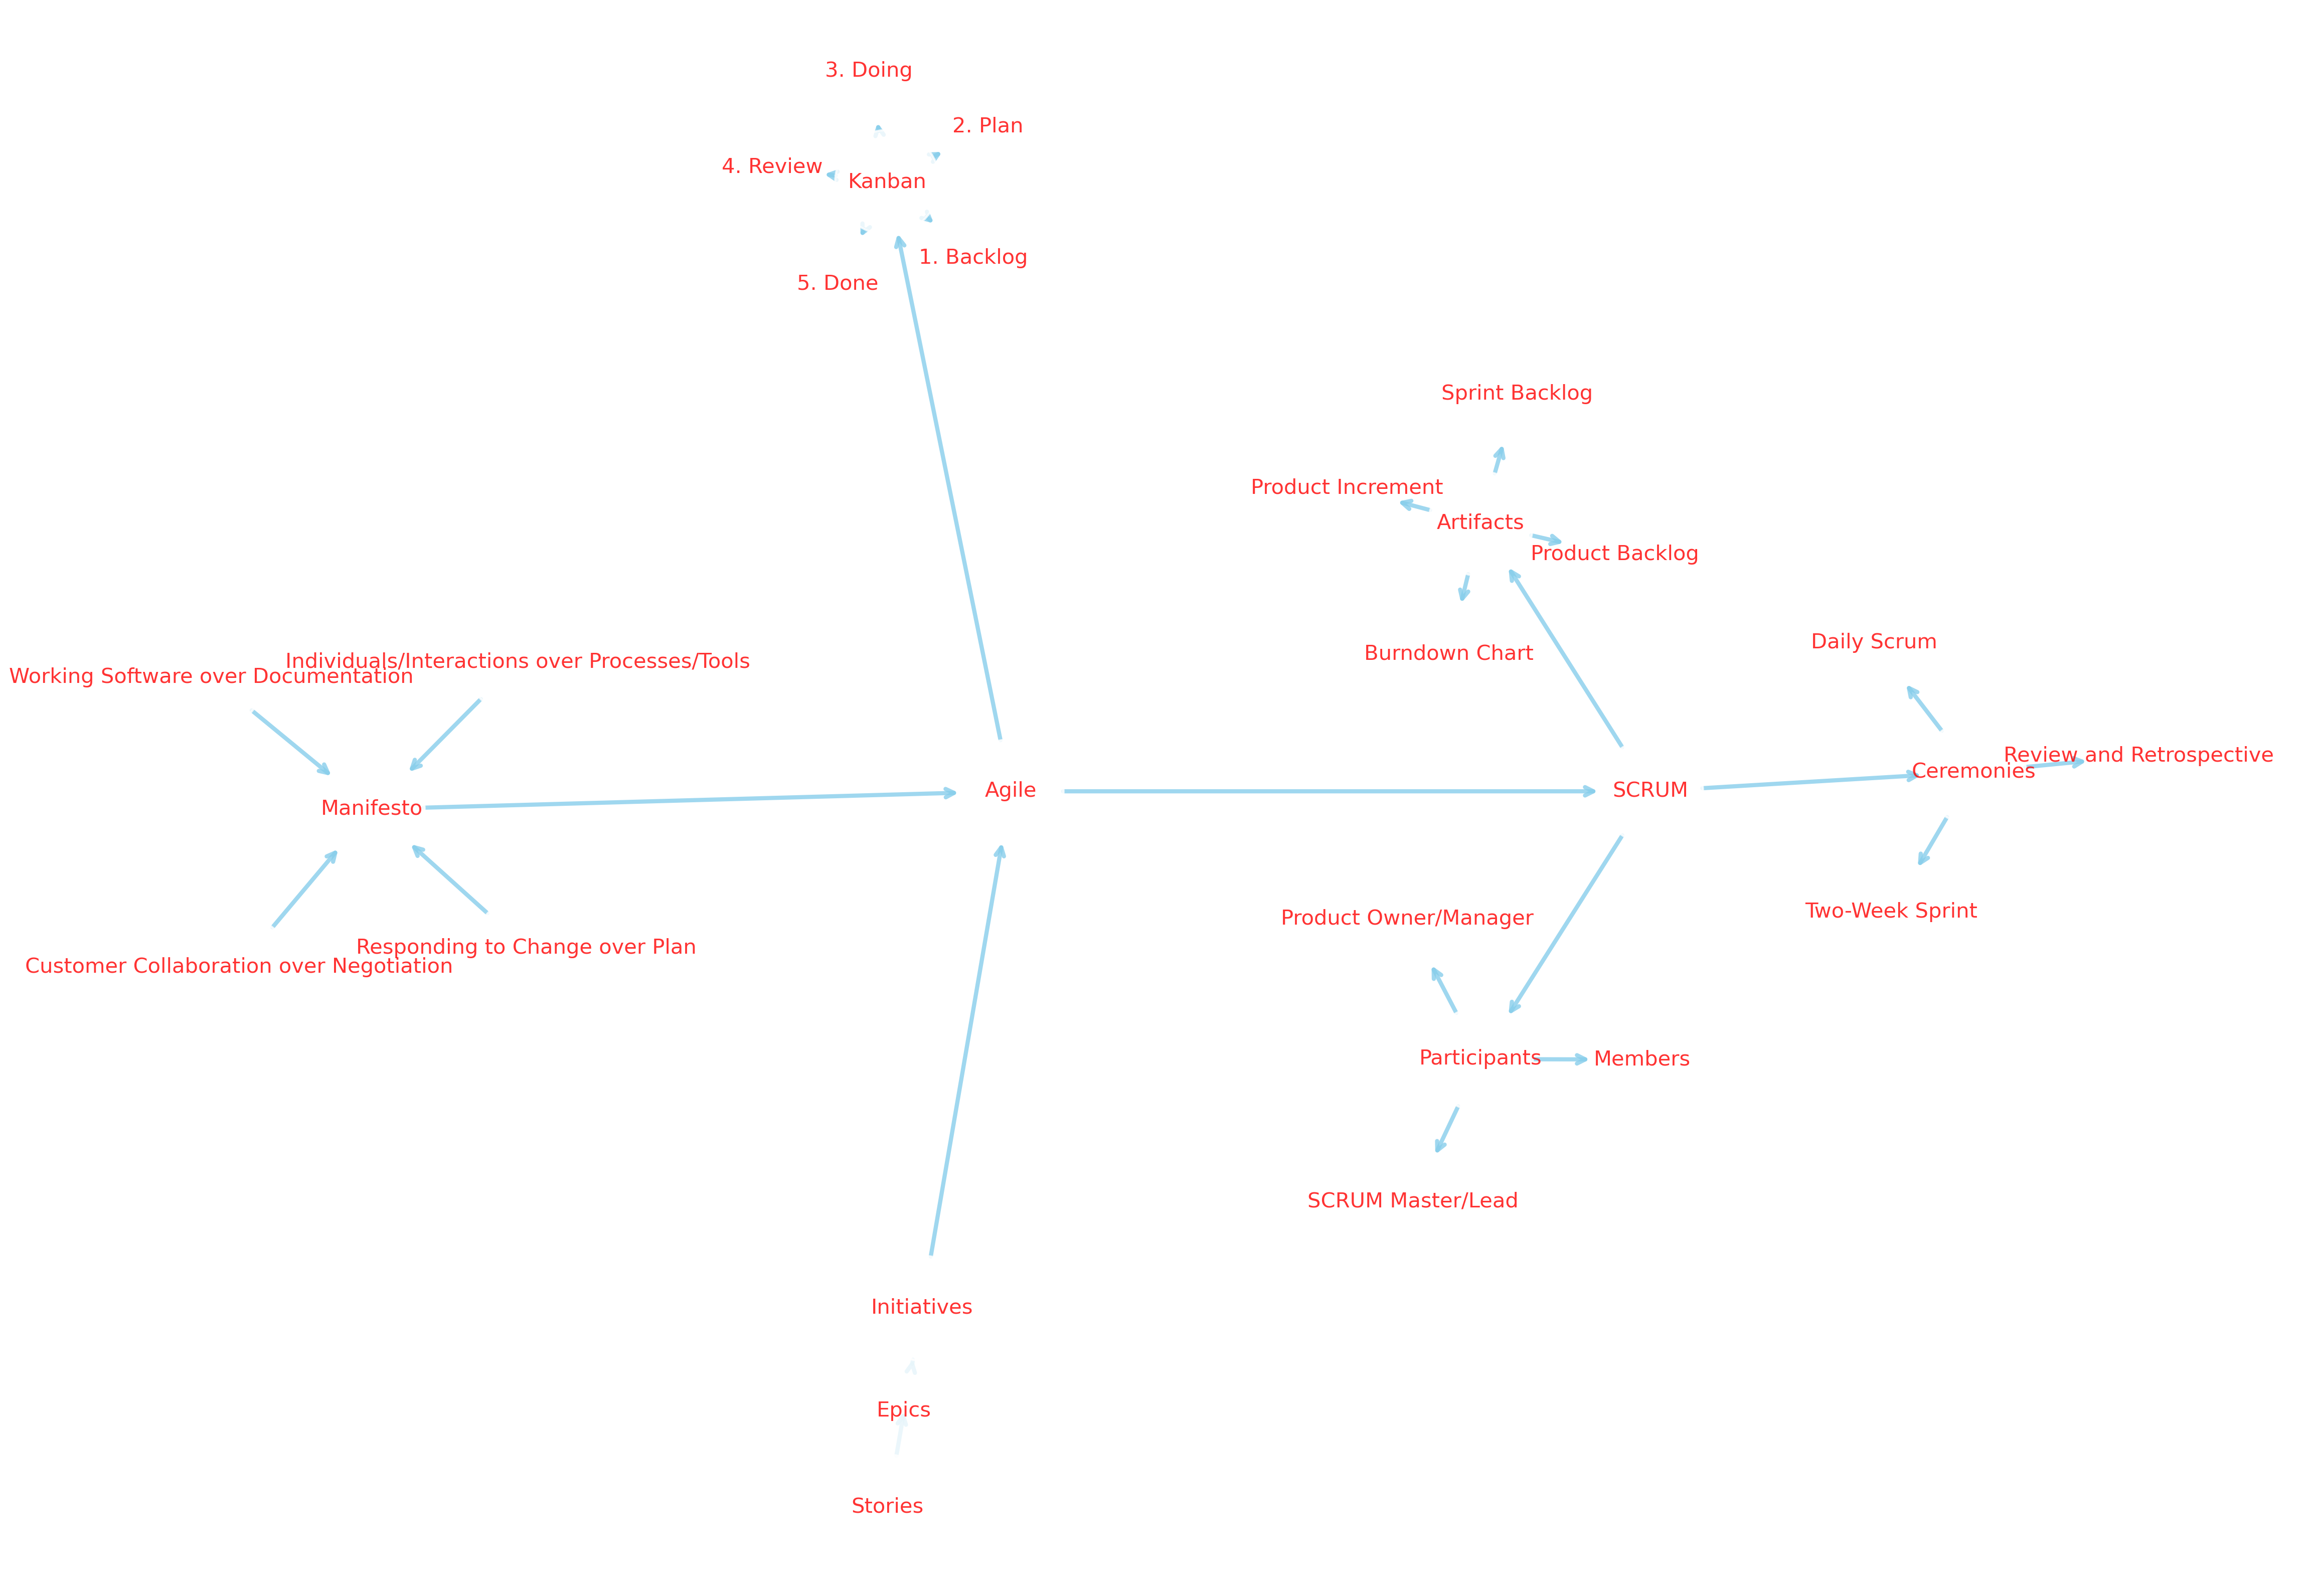 3. Doing
2. Plan
4. Review
Kanban
1. Backlog
5. Done
Sprint Backlog
Product Increment
Artifacts
Product Backlog
Burndown Chart
Daily Scrum
Individuals/Interactions over Processes/Tools
Working Software over Documentation
Review and Retrospective
Ceremonies
Agile
SCRUM
Manifesto
Two-Week Sprint
Product Owner/Manager
Responding to Change over Plan
Customer Collaboration over Negotiation
Participants
Members
SCRUM Master/Lead
Initiatives
Epics
Stories